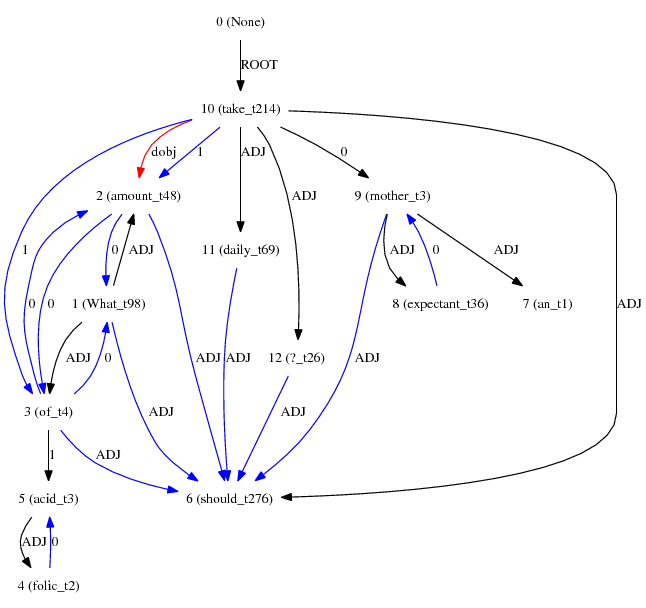 0 (None)
ROOT
10 (take_t214)
dobj 1 ADJ 0
2 (amount_t48) ADJ 9 (mother_t3)
1 0 ADJ 11 (daily_t69) ADJ 0 ADJ
0 0 1 (What_t98) 8 (expectant_t36) 7 (an_t1) ADJ
ADJ 0 ADJ ADJ 12 (?_t26) ADJ
3 (of_t4) ADJ ADJ
1 ADJ
5 (acid_t3) 6 (should_t276)
ADJ 0
4 (folic_t2)